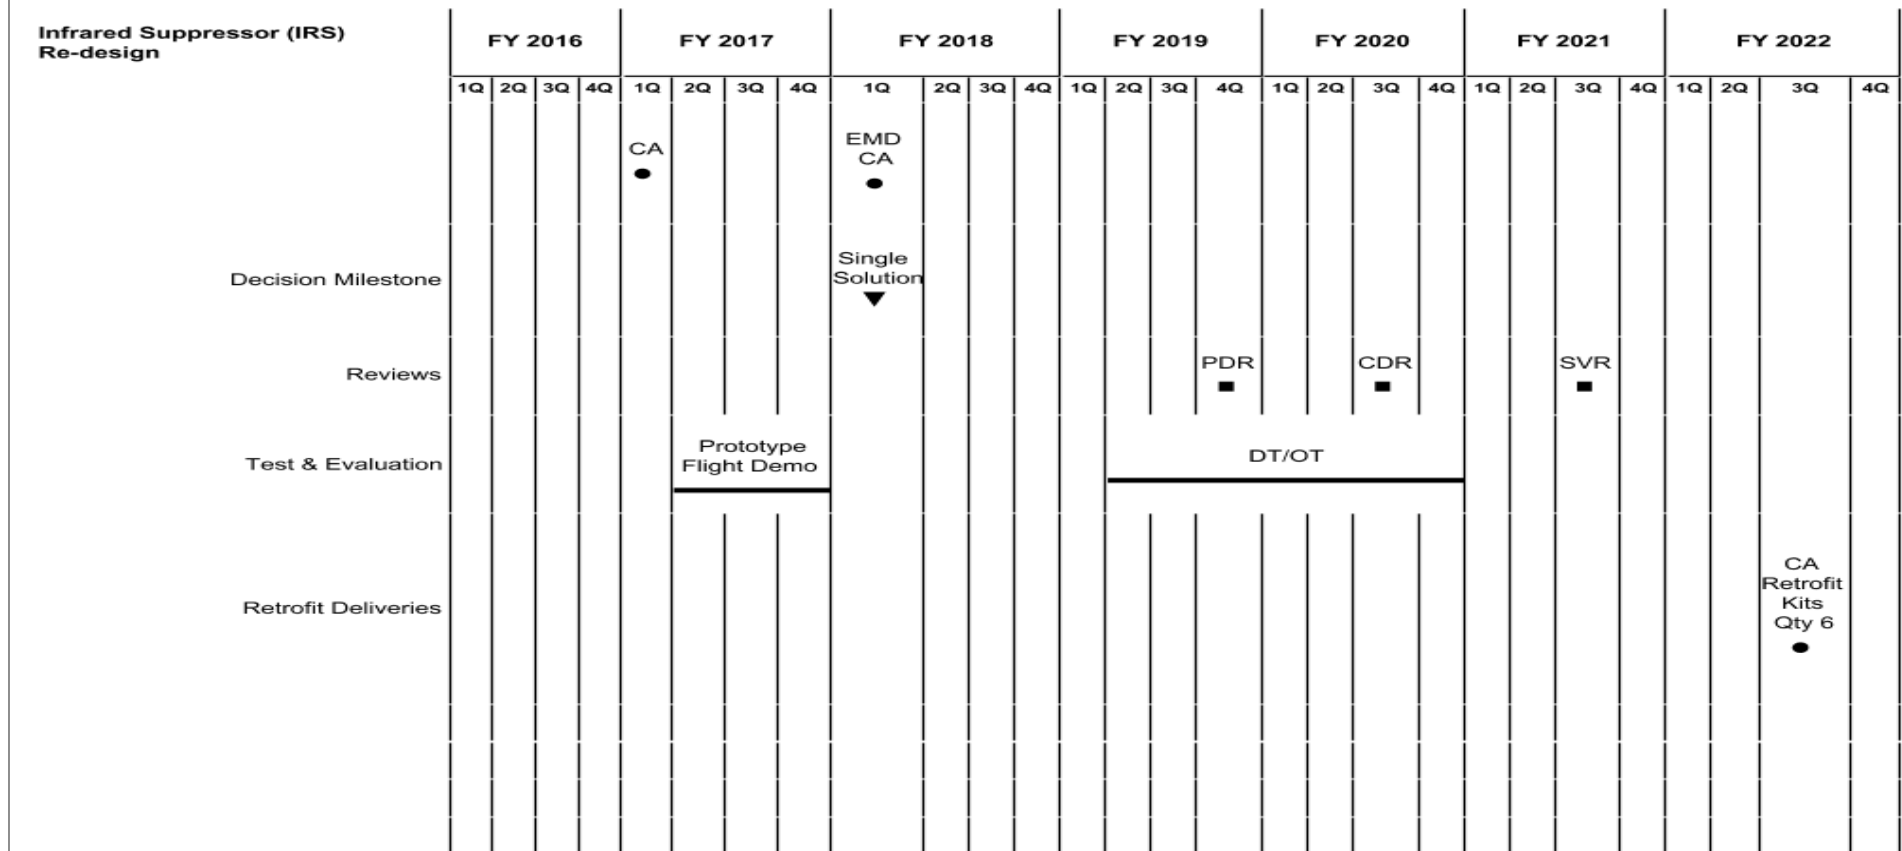 Infrared Suppressor (IRS)
Re-design
FY 2016 FY 2017 FY 2018 FY 2019 FY 2020 FY 2021 FY 2022
1Q 2Q 3Q 4Q 1Q 2Q 3Q 4Q 1Q 2Q 3Q 4Q 1Q 2Q 3Q 4Q 1Q 2Q 3Q 4Q 1Q 2Q 3Q 4Q 1Q 2Q 3Q 4Q
CA
EMD
CA
Decision Milestone
Single
Solution
Reviews
PDR
CDR
SVR
Test & Evaluation
Prototype
Flight Demo
DT/OT
Retrofit Deliveries
CA
Retrofit
Kits
Qty 6